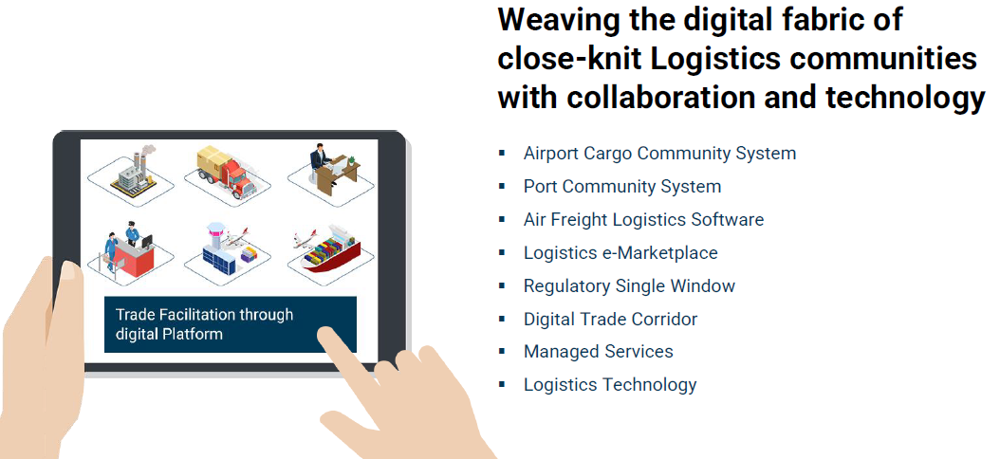 Weaving the digital fabric of
close-knit Logistics communities
with collaboration and technology
▪ Airport Cargo Community System
▪ Port Community System
▪ Air Freight Logistics Software
▪ Logistics e-Marketplace
▪ Regulatory Single Window
▪ Digital Trade Corridor
▪ Managed Services
▪ Logistics Technology
Trade Facilitation through
digital Platform